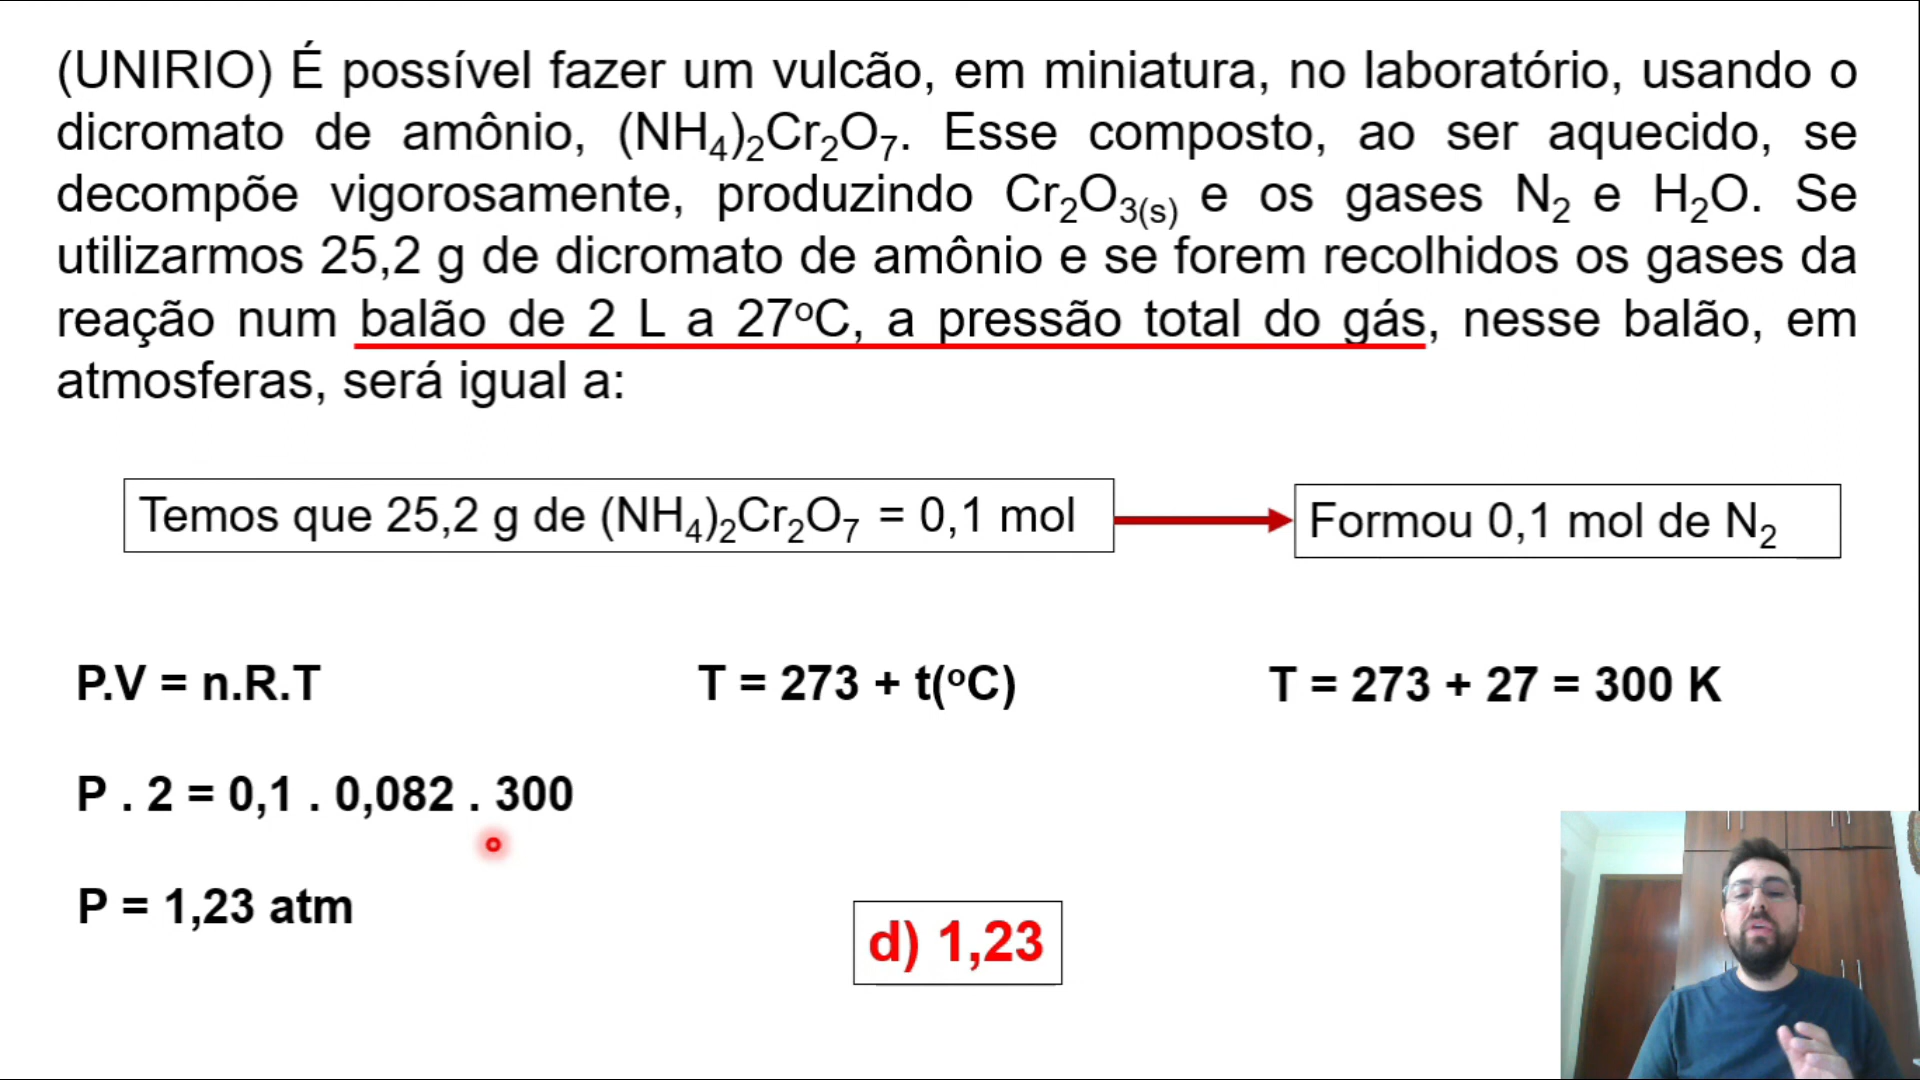 (UNIRIO) É possível fazer um vulcão, em miniatura, no laboratório, usando o
dicromato de amônio, (NH₄)₂Cr₂O₇. Esse composto, ao ser aquecido, se
decompõe vigorosamente, produzindo Cr₂O₃₍ₛ₎ e os gases N₂ e H₂O. Se
utilizarmos 25,2 g de dicromato de amônio e se forem recolhidos os gases da
reação num balão de 2 L a 27ºC, a pressão total do gás, nesse balão, em
atmosferas, será igual a:
Temos que 25,2 g de (NH₄)₂Cr₂O₇ = 0,1 mol
Formou 0,1 mol de N₂
P.V = n.R.T
T = 273 + t(ºC)
T = 273 + 27 = 300 K
P . 2 = 0,1 . 0,082 . 300
P = 1,23 atm
d) 1,23